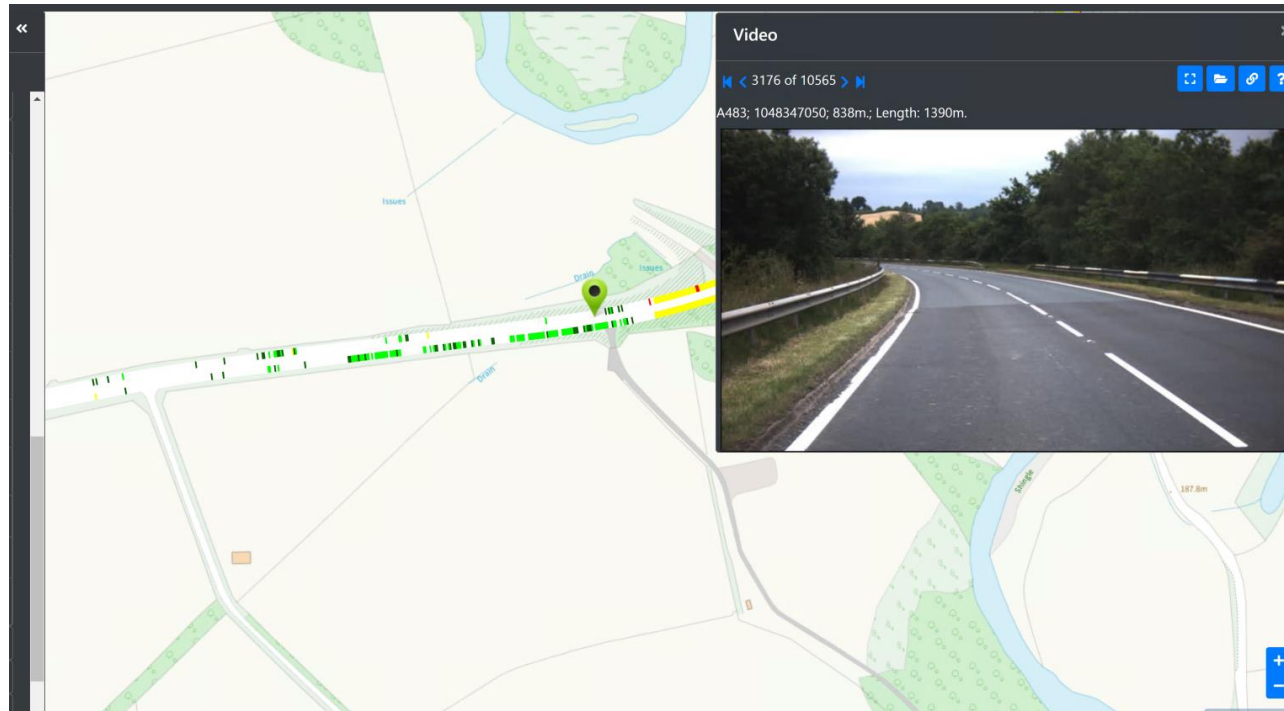 «
Video
3176 of 10565
A483; 1048347050; 838m.; Length: 1390m.
?
Issues
Drain
Issues
Drain
Shingle
187.8m
+
−